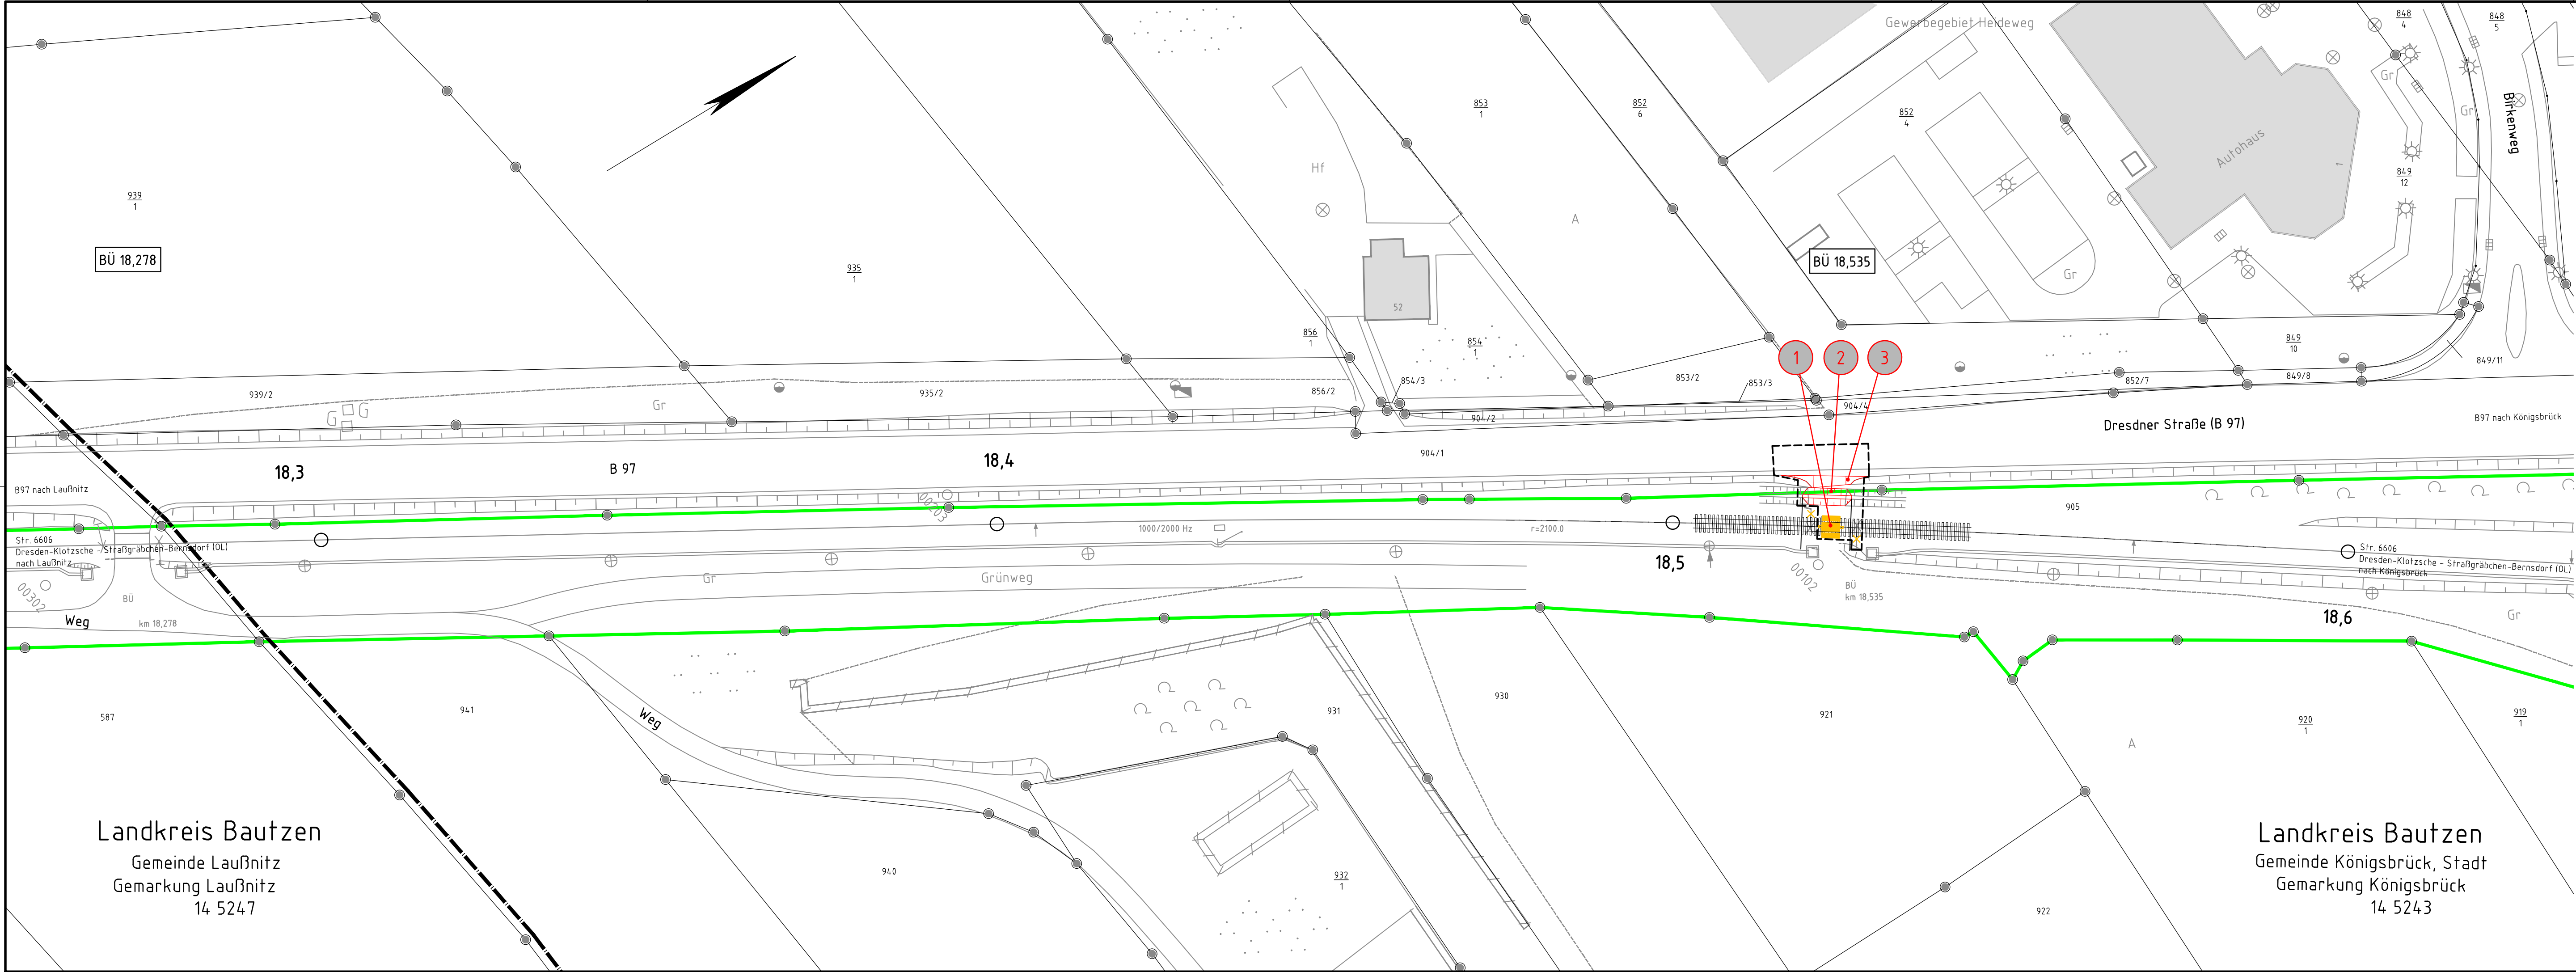 Gewerbegebiet Heideweg
848
4
848
5
Gr
Gr
Birkenweg
853
1
852
6
852
4
Autohaus
1
Hf
849
12
939
1
A
BÜ 18,278
935
1
BÜ 18,535
Gr
52
856
1
854
1
849
10
1
2
3
849/11
939/2
935/2
856/2
854/3
853/2
853/3
852/7
849/8
G
G
Gr
904/2
904/4
Dresdner Straße (B 97)
B97 nach Königsbrück
18,3
B 97
18,4
904/1
B97 nach Laußnitz
00203
905
1000/2000 Hz
r=2100.0
Str. 6606
Dresden-Klotzsche - Straßgräbchen-Bernsdorf (OL)
nach Laußnitz
18,5
Str. 6606
Dresden-Klotzsche - Straßgräbchen-Bernsdorf (OL)
nach Königsbrück
00302
BÜ
Gr
Grünweg
00102
BÜ
km 18,535
Weg
km 18,278
18,6
Gr
587
941
Weg
931
930
921
920
1
919
1
A
Landkreis Bautzen
Gemeinde Laußnitz
Gemarkung Laußnitz
14 5247
940
932
1
922
Landkreis Bautzen
Gemeinde Königsbrück, Stadt
Gemarkung Königsbrück
14 5243